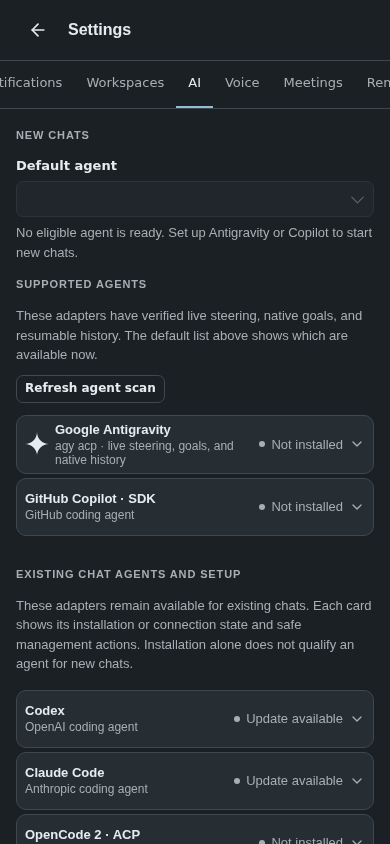 Settings
tifications Workspaces AI Voice Meetings Ren
NEW CHATS
Default agent
No eligible agent is ready. Set up Antigravity or Copilot to start
new chats.
SUPPORTED AGENTS
These adapters have verified live steering, native goals, and
resumable history. The default list above shows which are
available now.
Refresh agent scan
Google Antigravity
agy acp · live steering, goals, and
native history
Not installed
GitHub Copilot · SDK
GitHub coding agent
Not installed
EXISTING CHAT AGENTS AND SETUP
These adapters remain available for existing chats. Each card
shows its installation or connection state and safe
management actions. Installation alone does not qualify an
agent for new chats.
Codex
OpenAI coding agent
Update available
Claude Code
Anthropic coding agent
Update available
OpenCode 2 · ACP
Not installed